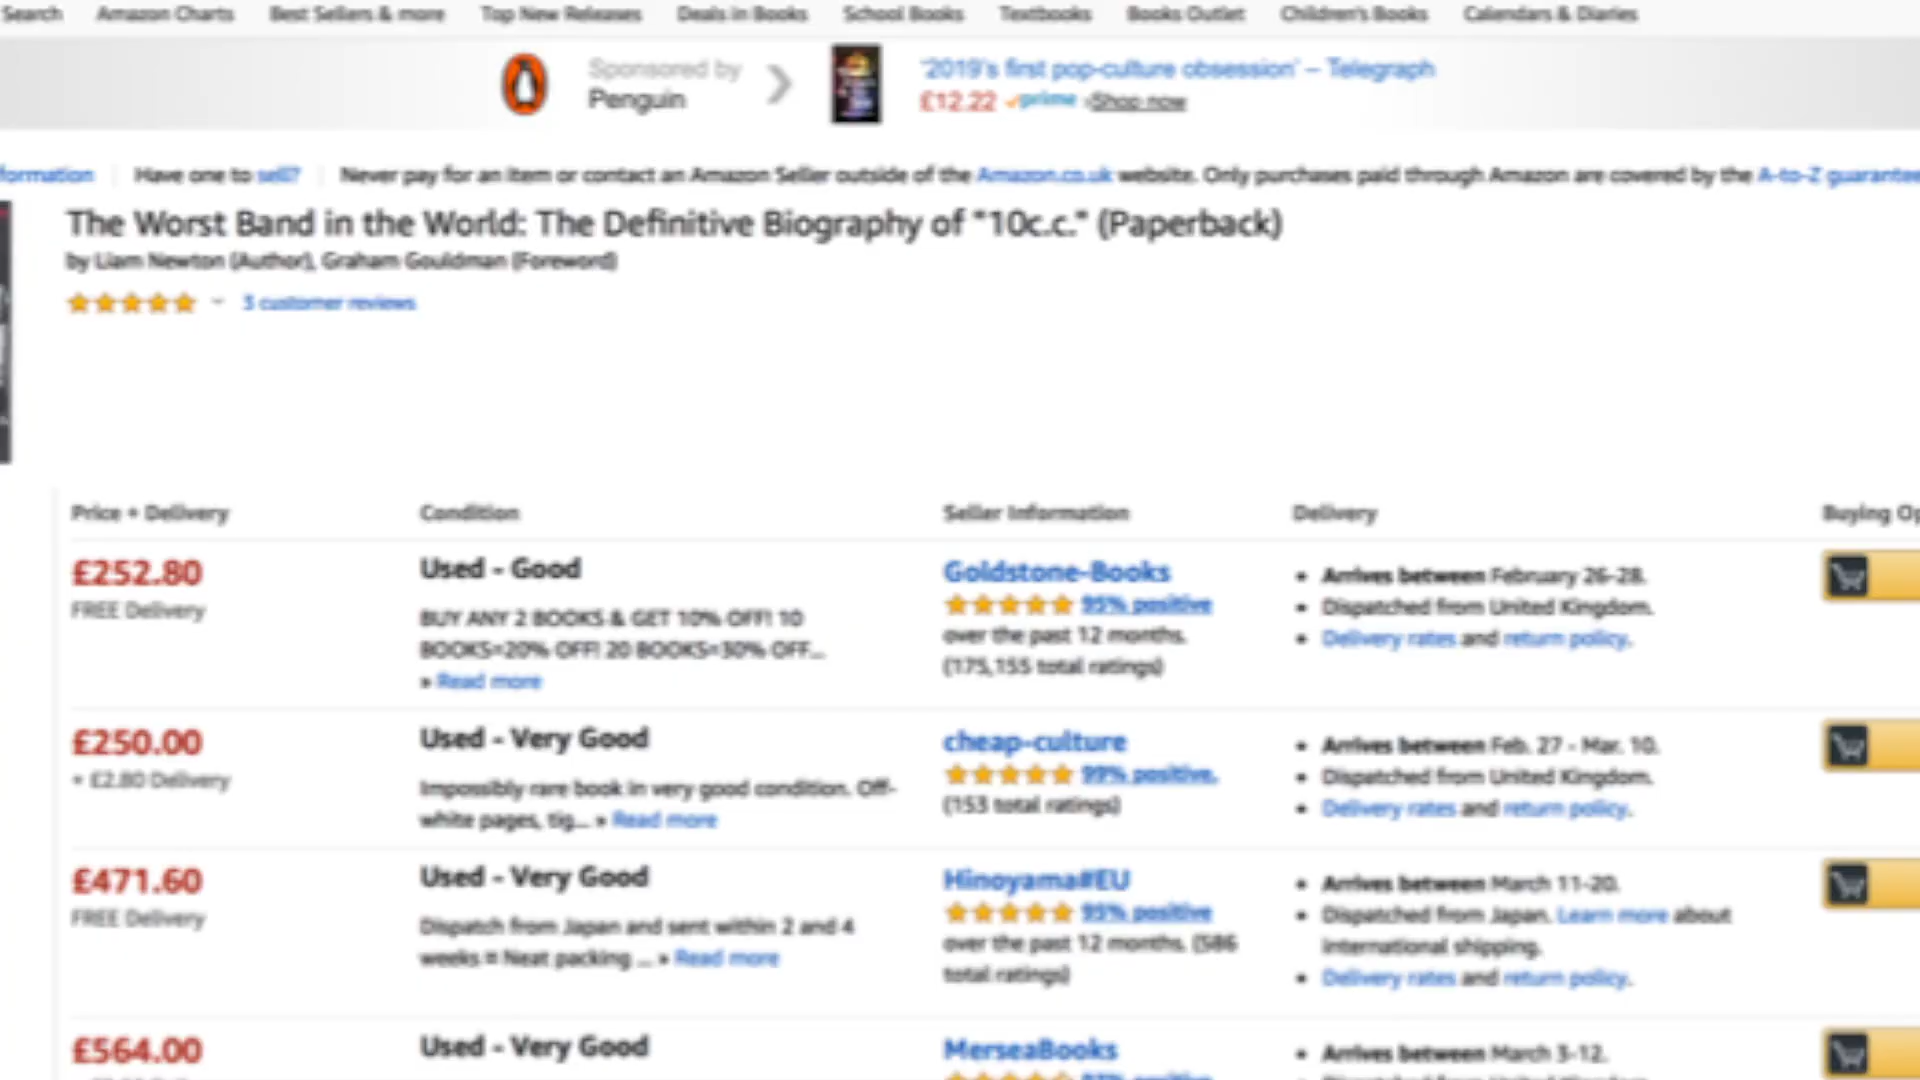 Search Amazon Charts Best Sellers & more Top New Releases Deals in Books School Books Textbooks Books Outlet Children's Books Calendars & Diaries
Sponsored by
Penguin
'2019's first pop-culture obsession' – Telegraph
£12.22 prime ›Shop now
formation Have one to sell? Never pay for an item or contact an Amazon Seller outside of the Amazon.co.uk website. Only purchases paid through Amazon are covered by the A-to-Z guarantee
The Worst Band in the World: The Definitive Biography of "10c.c." (Paperback)
by Liam Newton (Author), Graham Gouldman (Foreword)
customer reviews
Price + Delivery Condition Seller Information Delivery Buying Op
£252.80
FREE Delivery
Used - Good
BUY ANY 2 BOOKS & GET 10% OFF! 10
BOOKS=20% OFF! 20 BOOKS=30% OFF...
» Read more
Goldstone-Books
95% positive
over the past 12 months.
(175,155 total ratings)
• Arrives between February 26-28.
• Dispatched from United Kingdom.
• Delivery rates and return policy.
£250.00
+ £2.80 Delivery
Used - Very Good
Impossibly rare book in very good condition. Off-
white pages, tig... » Read more
cheap-culture
99% positive.
(153 total ratings)
• Arrives between Feb. 27 - Mar. 10.
• Dispatched from United Kingdom.
• Delivery rates and return policy.
£471.60
FREE Delivery
Used - Very Good
Dispatch from Japan and sent within 2 and 4
weeks Neat packing ... » Read more
Hinoyama#EU
95% positive
over the past 12 months. (586
total ratings)
• Arrives between March 11-20.
• Dispatched from Japan. Learn more about
international shipping.
• Delivery rates and return policy.
£564.00
Used - Very Good
MerseaBooks
• Arrives between March 3-12.